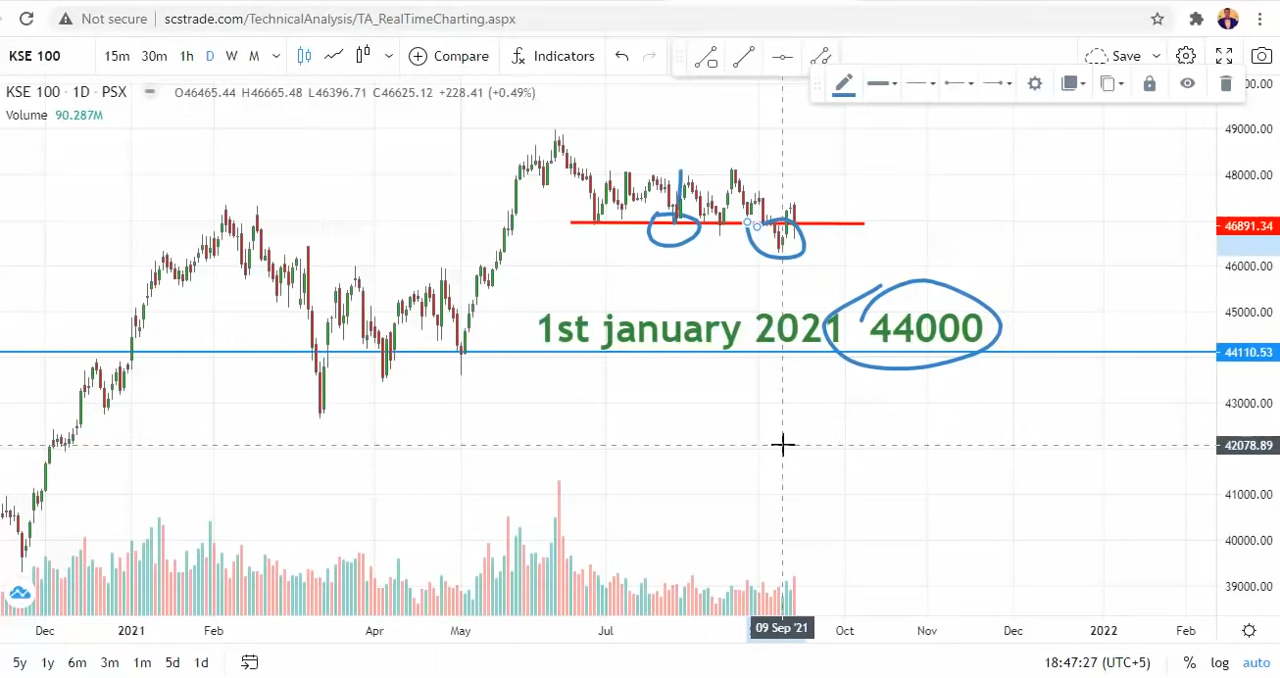 Not secure scstrade.com/TechnicalAnalysis/TA_RealTimeCharting.aspx
KSE 100 15m 30m 1h D W M Compare Indicators Save
KSE 100 · 1D · PSX O46465.44 H46665.48 L46396.71 C46625.12 +228.41 (+0.49%)
Volume 90.287M
49000.00
48000.00
46891.34
46000.00
45000.00
1st january 2021 44000
44110.53
43000.00
42078.89
41000.00
40000.00
39000.00
Dec 2021 Feb Apr May Jul 09 Sep '21 Oct Nov Dec 2022 Feb
5y 1y 6m 3m 1m 5d 1d 18:47:27 (UTC+5) % log auto